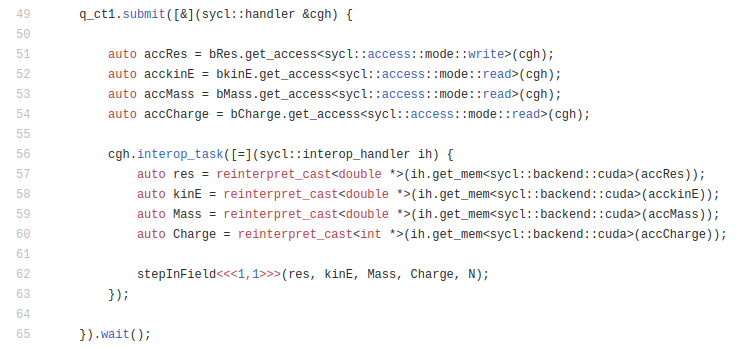 49 q_ct1.submit([&](sycl::handler &cgh) {
50
51 auto accRes = bRes.get_access<sycl::access::mode::write>(cgh);
52 auto acckinE = bkinE.get_access<sycl::access::mode::read>(cgh);
53 auto accMass = bMass.get_access<sycl::access::mode::read>(cgh);
54 auto accCharge = bCharge.get_access<sycl::access::mode::read>(cgh);
55
56 cgh.interop_task([=](sycl::interop_handler ih) {
57 auto res = reinterpret_cast<double *>(ih.get_mem<sycl::backend::cuda>(accRes));
58 auto kinE = reinterpret_cast<double *>(ih.get_mem<sycl::backend::cuda>(acckinE));
59 auto Mass = reinterpret_cast<double *>(ih.get_mem<sycl::backend::cuda>(accMass));
60 auto Charge = reinterpret_cast<int *>(ih.get_mem<sycl::backend::cuda>(accCharge));
61
62 stepInField<<<1,1>>>(res, kinE, Mass, Charge, N);
63 });
64
65 }).wait();